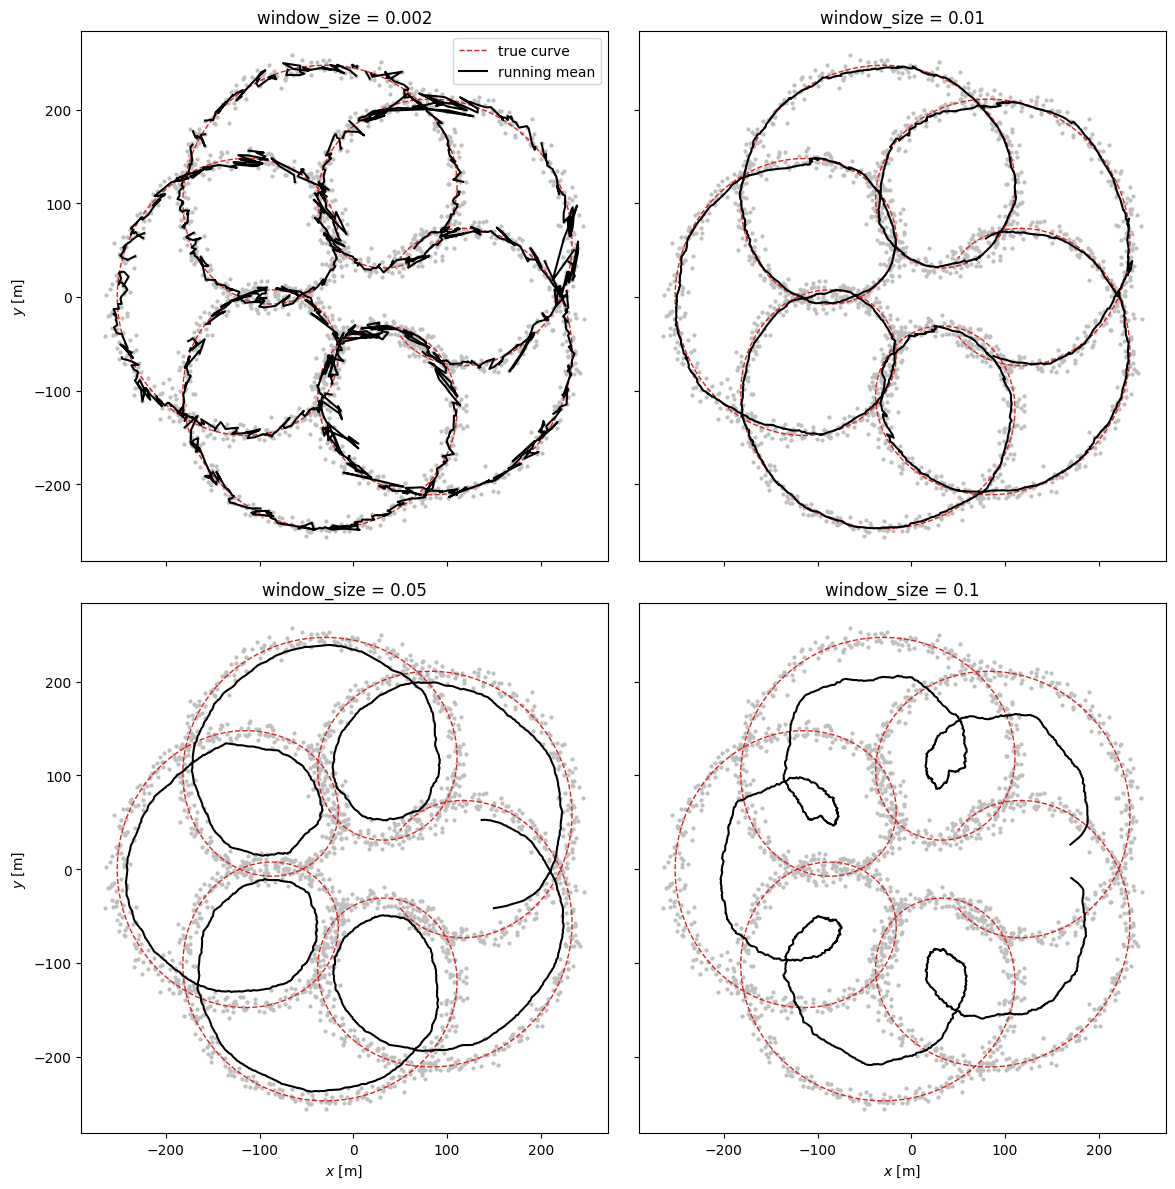 window_size = 0.002
window_size = 0.01
true curve
running mean
200
100
0
−100
−200
y [m]
window_size = 0.05
window_size = 0.1
200
100
0
−100
−200
y [m]
−200 −100 0 100 200
−200 −100 0 100 200
x [m]
x [m]